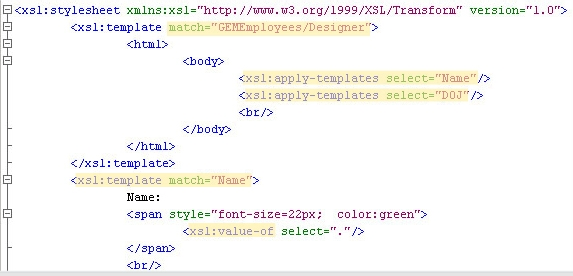 <xsl:stylesheet xmlns:xsl="http://www.w3.org/1999/XSL/Transform" version="1.0">
<xsl:template match="GEMEmployees/Designer">
<html>
<body>
<xsl:apply-templates select="Name"/>
<xsl:apply-templates select="DOJ"/>
<br/>
</body>
</html>
</xsl:template>
<xsl:template match="Name">
Name:
<span style="font-size=22px; color:green">
<xsl:value-of select="."/>
</span>
<br/>